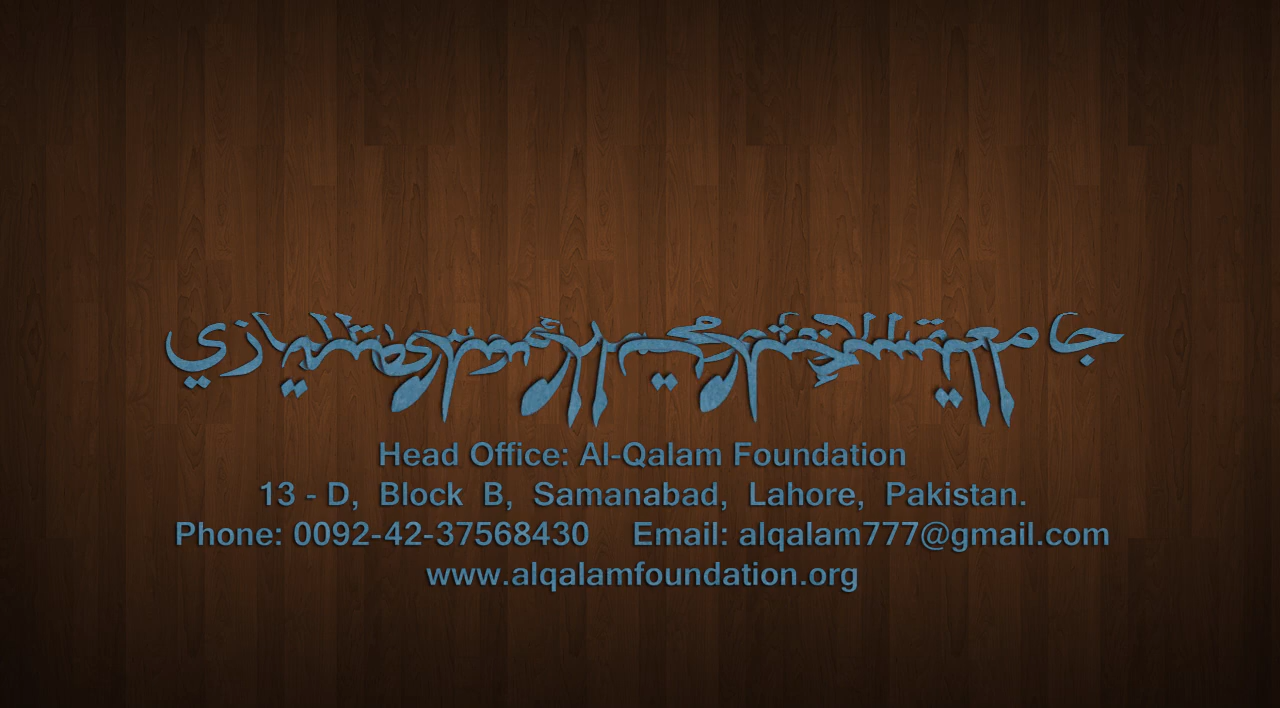 Head Office: Al-Qalam Foundation
13 - D, Block B, Samanabad, Lahore, Pakistan.
Phone: 0092-42-37568430 Email: alqalam777@gmail.com
www.alqalamfoundation.org